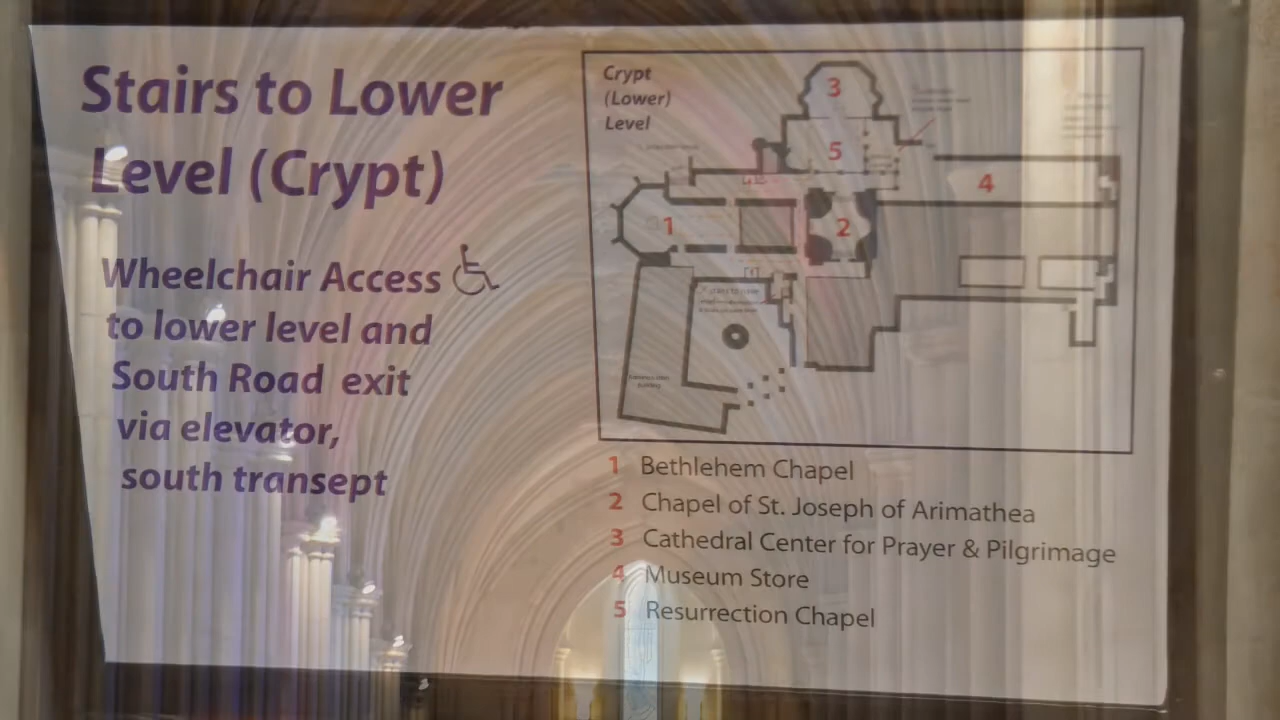 Stairs to Lower
Level (Crypt)
Wheelchair Access
to lower level and
South Road exit
via elevator,
south transept
Crypt
(Lower)
Level
3
5
4
1
2
1 Bethlehem Chapel
2 Chapel of St. Joseph of Arimathea
3 Cathedral Center for Prayer & Pilgrimage
4 Museum Store
5 Resurrection Chapel